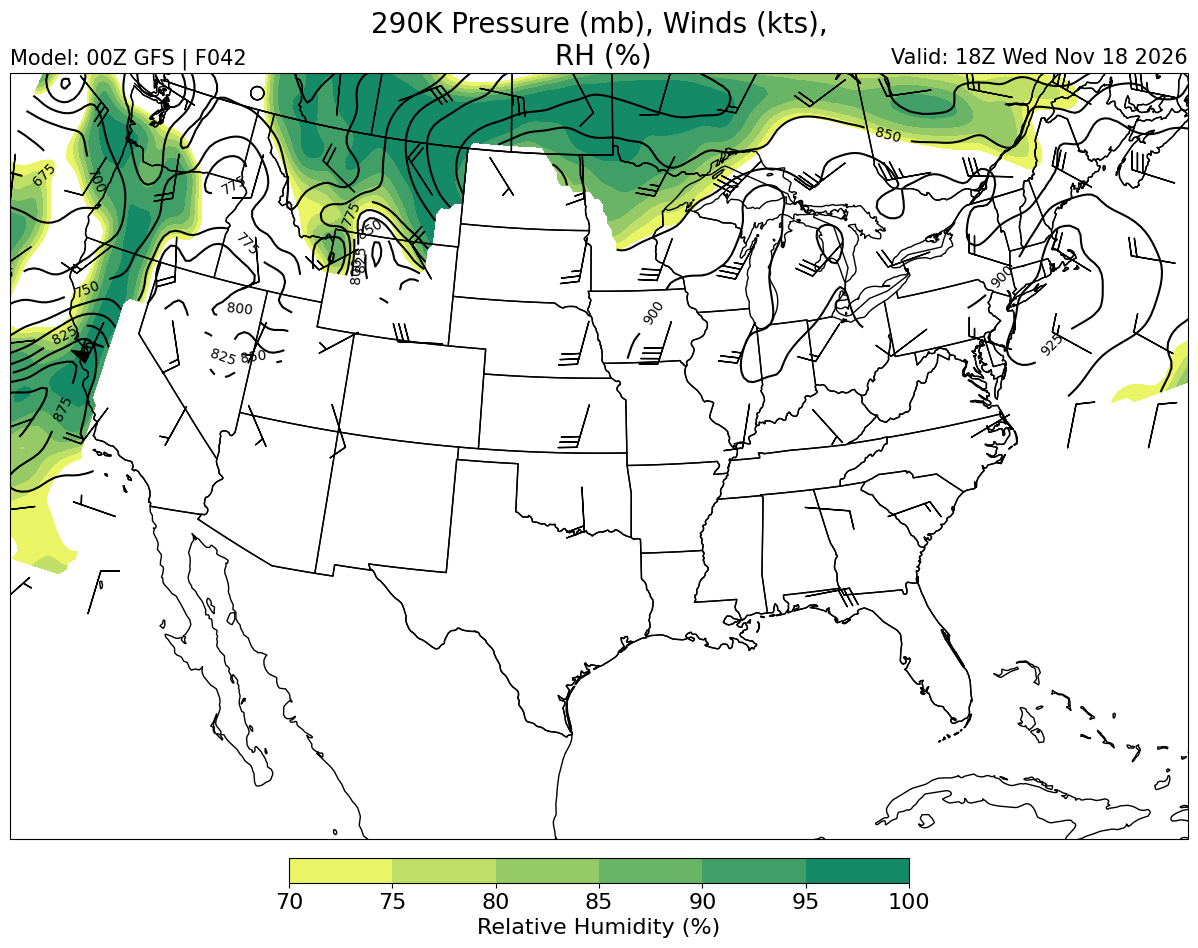 290K Pressure (mb), Winds (kts),
RH (%)
Model: 00Z GFS | F042
Valid: 18Z Wed Nov 18 2026
850
675
700
775
775
850
775
825
800
750
800
825
825 850
875
900
900
925
70 75 80 85 90 95 100
Relative Humidity (%)